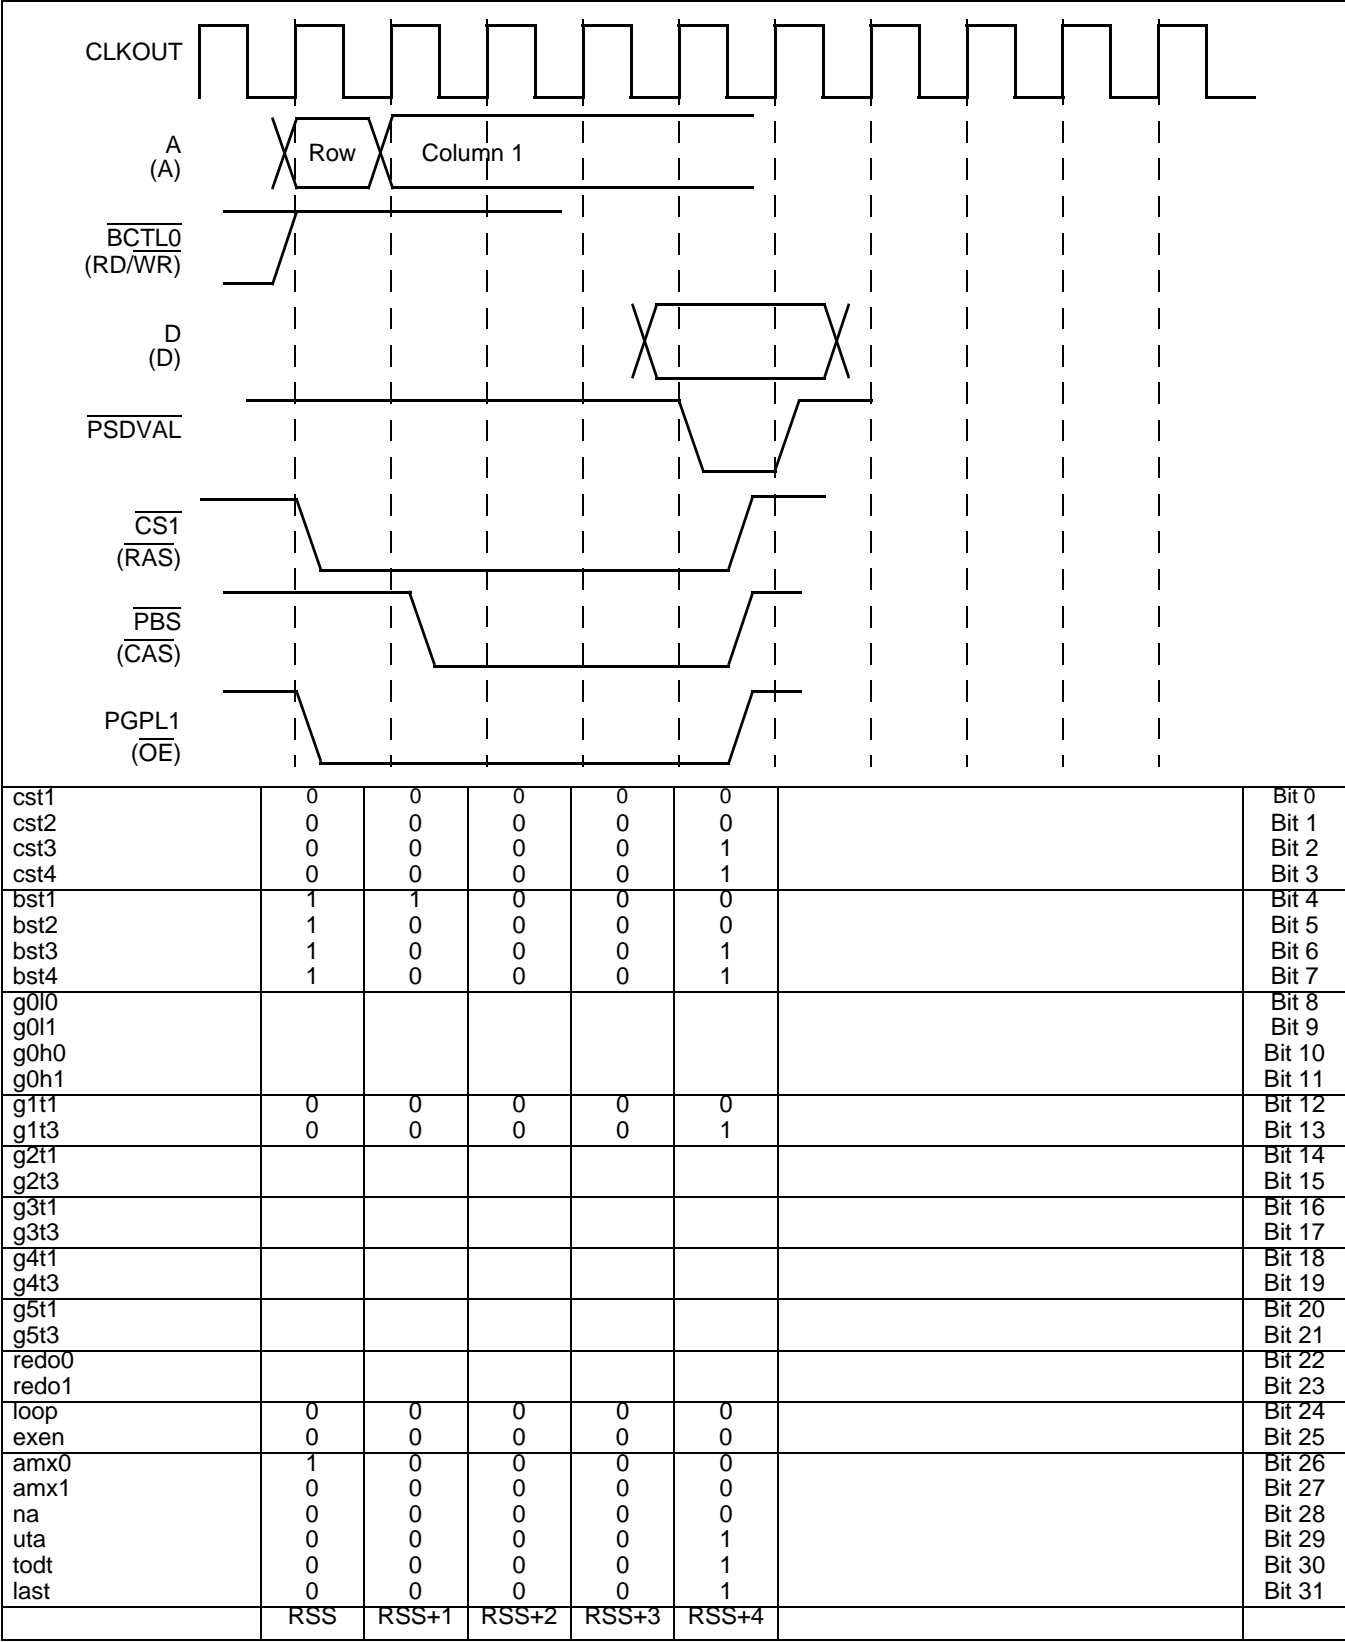 CLKOUT
A
(A)
Row
Column 1
BCTL0
(RD/WR)
D
(D)
PSDVAL
CS1
(RAS)
PBS
(CAS)
PGPL1
(OE)
cst1 0 0 0 0 0 Bit 0
cst2 0 0 0 0 0 Bit 1
cst3 0 0 0 0 1 Bit 2
cst4 0 0 0 0 1 Bit 3
bst1 1 1 0 0 0 Bit 4
bst2 1 0 0 0 0 Bit 5
bst3 1 0 0 0 1 Bit 6
bst4 1 0 0 0 1 Bit 7
g0l0 Bit 8
g0l1 Bit 9
g0h0 Bit 10
g0h1 Bit 11
g1t1 0 0 0 0 0 Bit 12
g1t3 0 0 0 0 1 Bit 13
g2t1 Bit 14
g2t3 Bit 15
g3t1 Bit 16
g3t3 Bit 17
g4t1 Bit 18
g4t3 Bit 19
g5t1 Bit 20
g5t3 Bit 21
redo0 Bit 22
redo1 Bit 23
loop 0 0 0 0 0 Bit 24
exen 0 0 0 0 0 Bit 25
amx0 1 0 0 0 0 Bit 26
amx1 0 0 0 0 0 Bit 27
na 0 0 0 0 0 Bit 28
uta 0 0 0 0 1 Bit 29
todt 0 0 0 0 1 Bit 30
last 0 0 0 0 1 Bit 31
RSS RSS+1 RSS+2 RSS+3 RSS+4